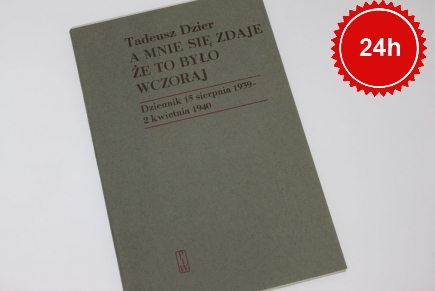 Tadeusz Dzier
A MNIE SIĘ ZDAJE
ŻE TO BYŁO
WCZORAJ
Dziennik 15 sierpnia 1939–
2 kwietnia 1940
24h